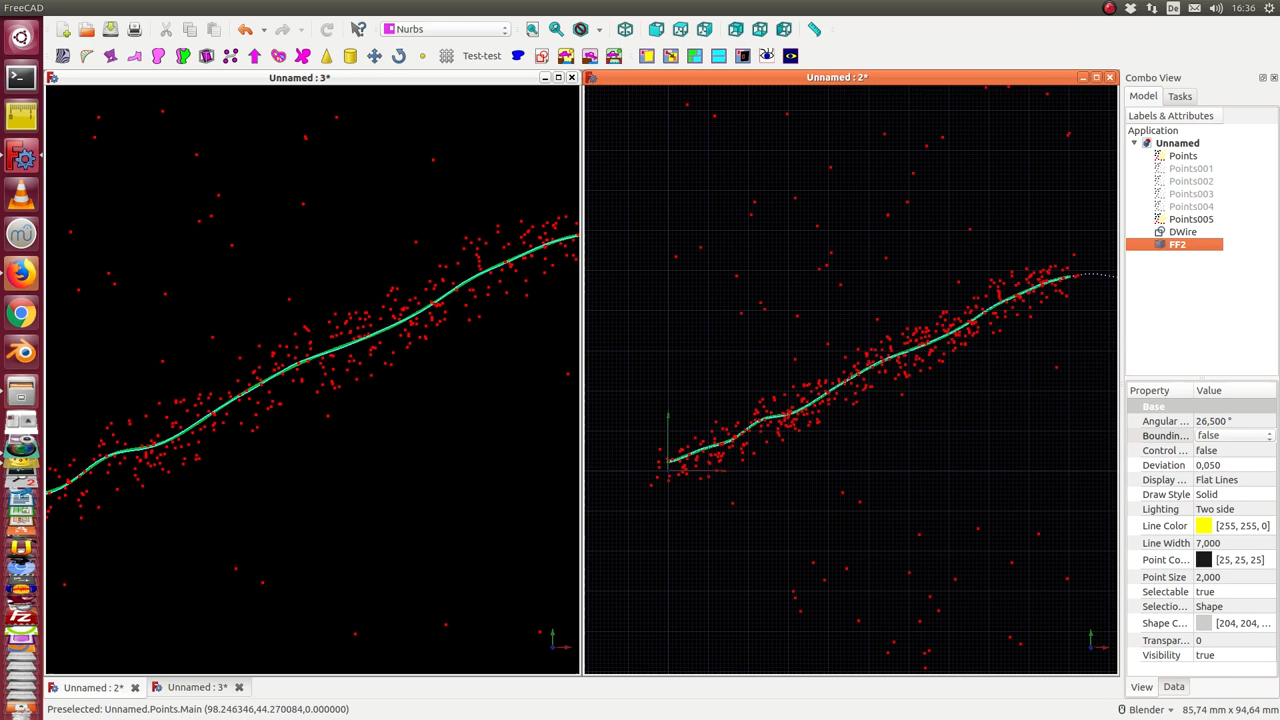 FreeCAD
De
16:36
Nurbs
Test-test
Unnamed : 3*
Unnamed : 2*
Combo View
Model
Tasks
Labels & Attributes
Application
Unnamed
Points
Points001
Points002
Points003
Points004
Points005
DWire
FF2
Property
Value
Base
Angular ...
26,500 °
Boundin...
false
Control ...
false
Deviation
0,050
Display ...
Flat Lines
Draw Style
Solid
Lighting
Two side
Line Color
[255, 255, 0]
Line Width
7,000
Point Co...
[25, 25, 25]
Point Size
2,000
Selectable
true
Selectio...
Shape
Shape C...
[204, 204, ...
Transpar...
0
Visibility
true
View
Data
Unnamed : 2*
Unnamed : 3*
Preselected: Unnamed.Points.Main (98.246346,44.270084,0.000000)
Blender
85,74 mm x 94,64 mm